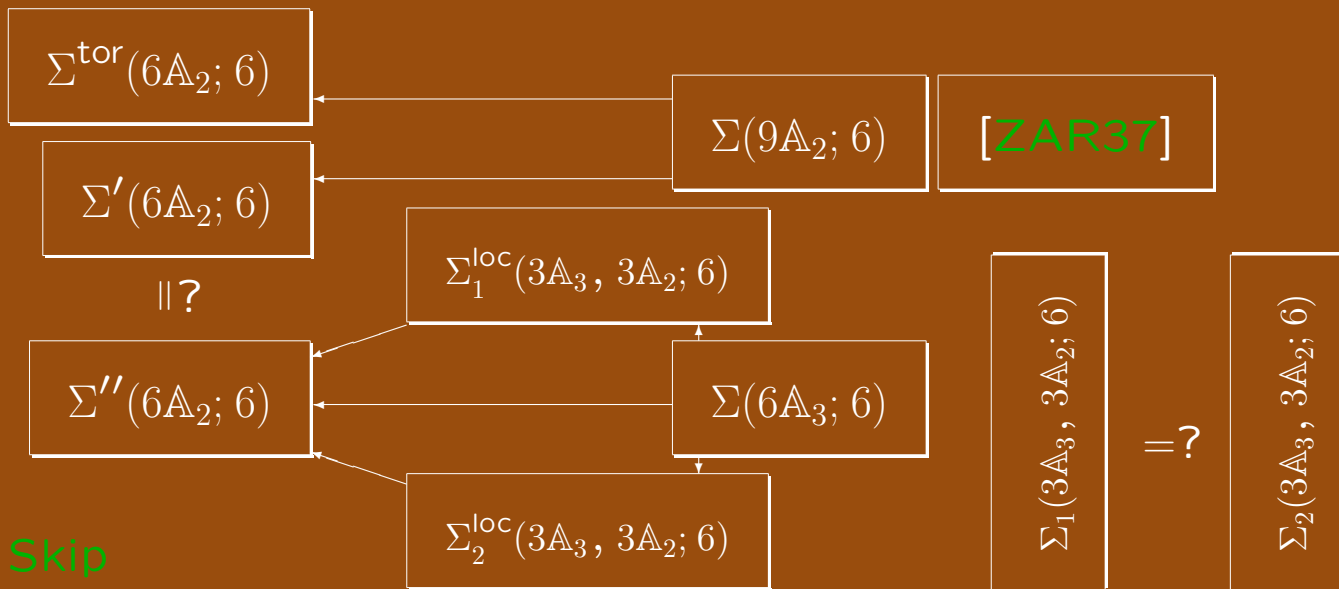 Σ^tor(6𝔸₂; 6)
Σ(9𝔸₂; 6) [ZAR37]
Σ′(6𝔸₂; 6)
Σ₁^loc(3𝔸₃, 3𝔸₂; 6)
॥?
Σ″(6𝔸₂; 6)
Σ(6𝔸₃; 6)
Σ₂^loc(3𝔸₃, 3𝔸₂; 6)
Σ₁(3𝔸₃, 3𝔸₂; 6)
=?
Σ₂(3𝔸₃, 3𝔸₂; 6)
Skip